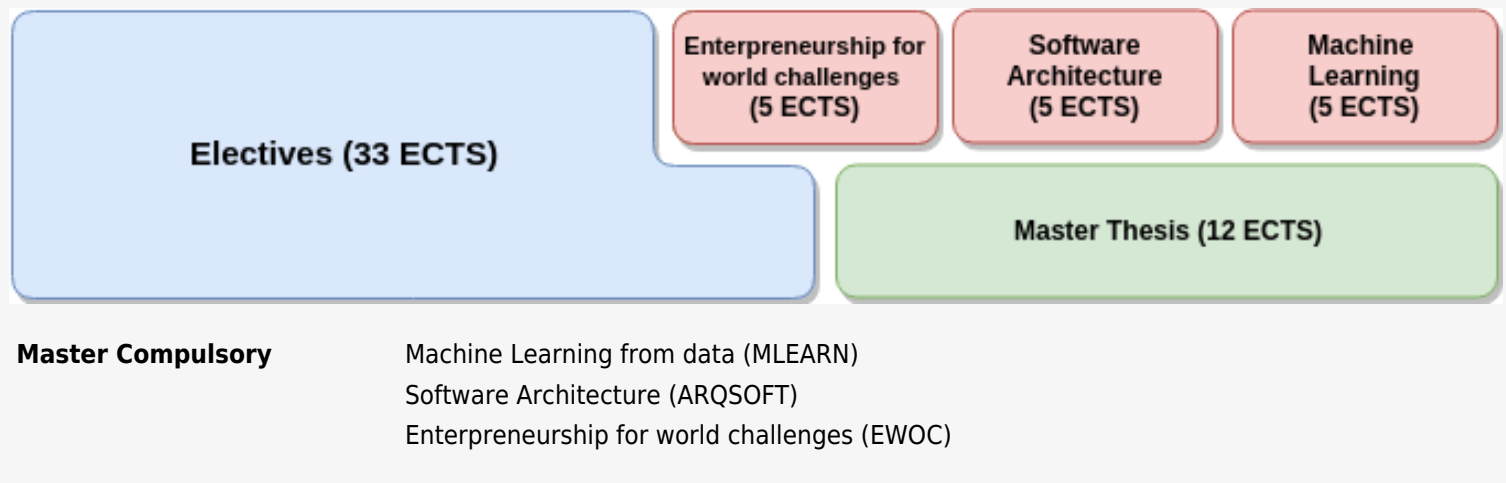 Electives (33 ECTS)
Enterpreneurship for
world challenges
(5 ECTS)
Software
Architecture
(5 ECTS)
Machine
Learning
(5 ECTS)
Master Thesis (12 ECTS)
Master Compulsory
Machine Learning from data (MLEARN)
Software Architecture (ARQSOFT)
Enterpreneurship for world challenges (EWOC)